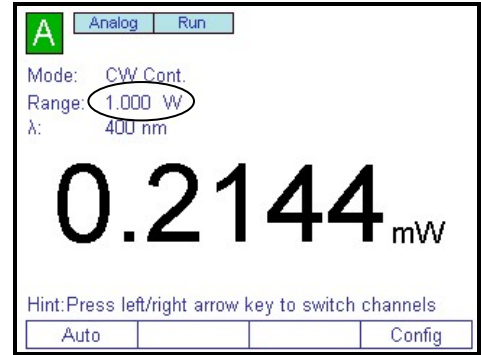 A Analog Run
Mode: CW Cont.
Range: 1.000 W
λ: 400 nm
0.2144 mW
Hint:Press left/right arrow key to switch channels
Auto Config